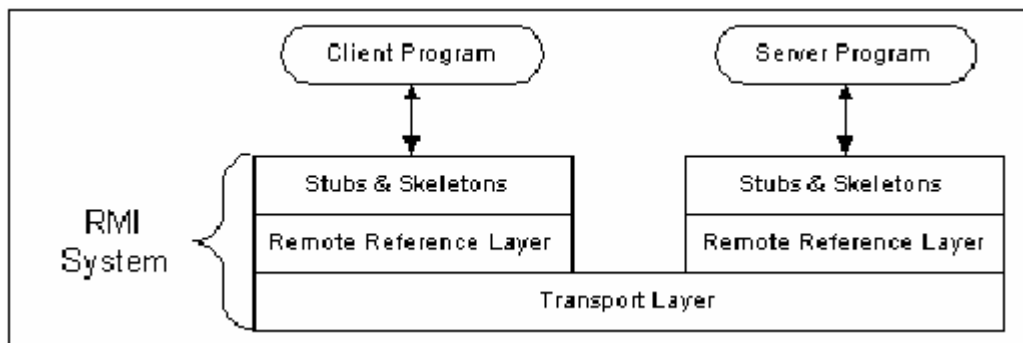 Client Program
Server Program
Stubs & Skeletons
Stubs & Skeletons
RMI
System
Remote Reference Layer
Remote Reference Layer
Transport Layer